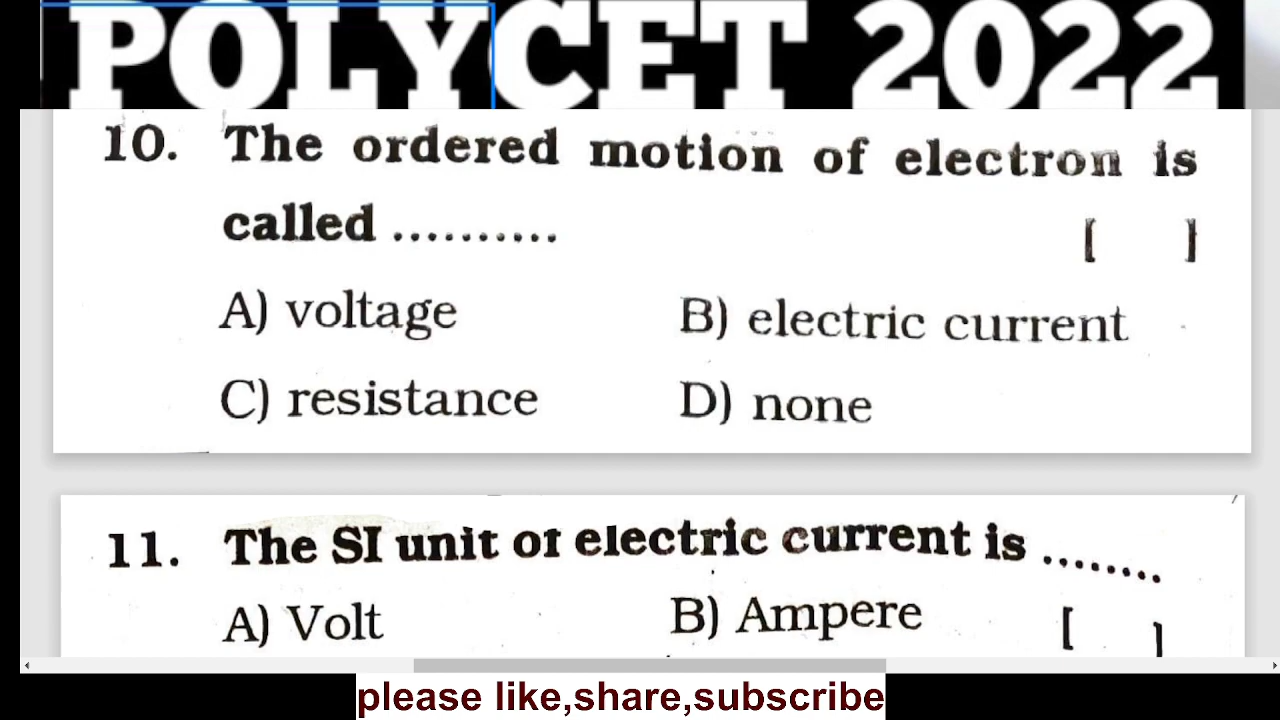 POLYCET 2022
10. The ordered motion of electron is
called ..........
[ ]
A) voltage B) electric current
C) resistance D) none
11. The SI unit of electric current is ........
A) Volt B) Ampere [ ]
please like,share,subscribe